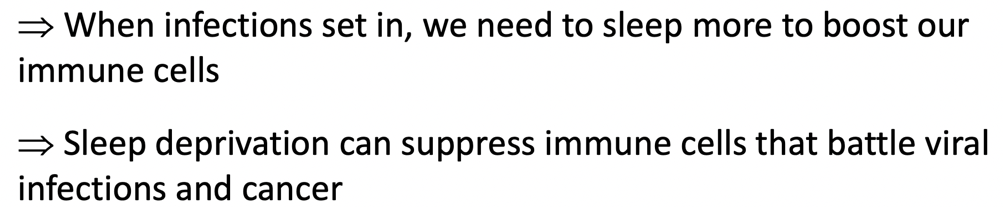 ⇒ When infections set in, we need to sleep more to boost our
immune cells
⇒ Sleep deprivation can suppress immune cells that battle viral
infections and cancer